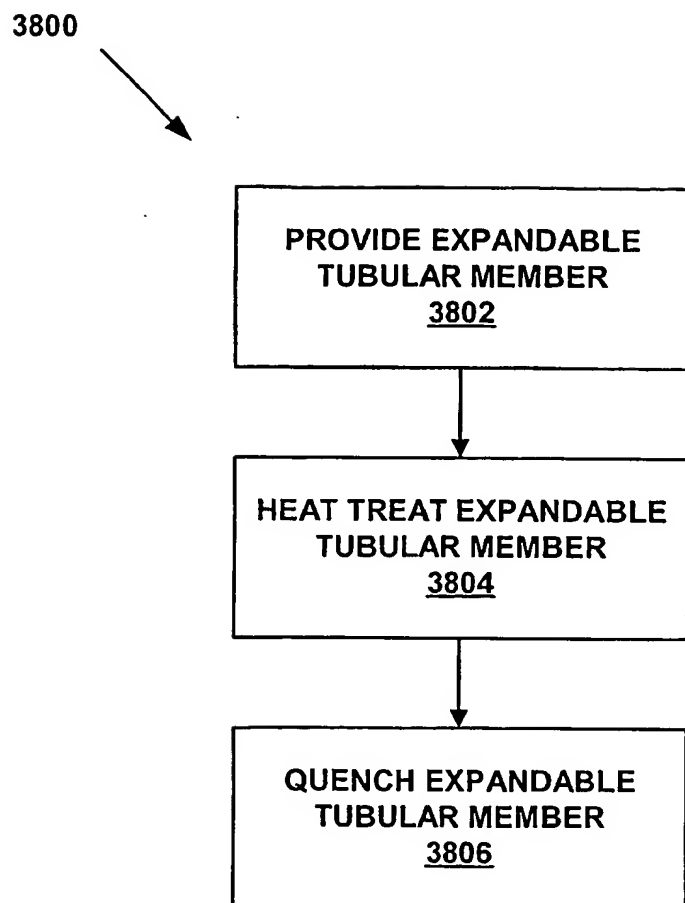 3800
PROVIDE EXPANDABLE
TUBULAR MEMBER
3802
HEAT TREAT EXPANDABLE
TUBULAR MEMBER
3804
QUENCH EXPANDABLE
TUBULAR MEMBER
3806